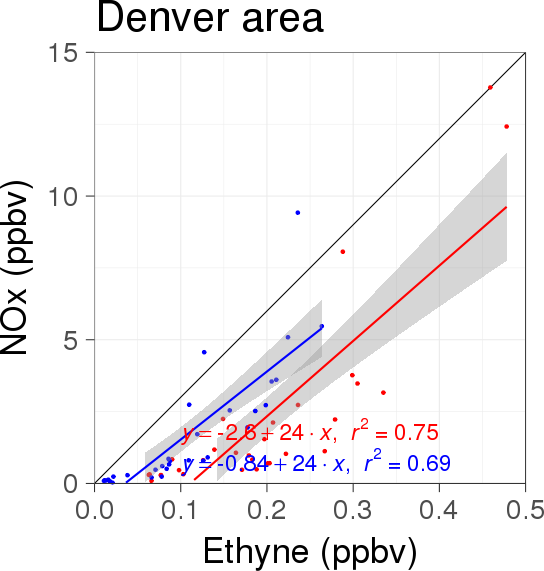 Denver area
15
10
5
0
NOx (ppbv)
y = -2.8 + 24 · x, r² = 0.75
y = -0.84 + 24 · x, r² = 0.69
0.0 0.1 0.2 0.3 0.4 0.5
Ethyne (ppbv)